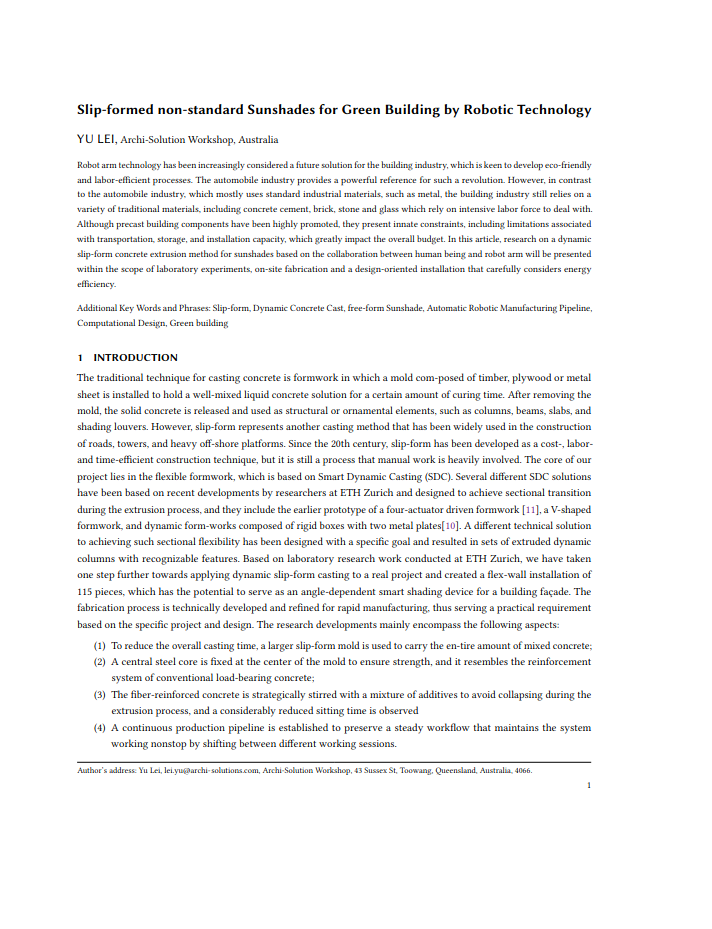 Slip-formed non-standard Sunshades for Green Building by Robotic Technology
YU LEI, Archi-Solution Workshop, Australia
Robot arm technology has been increasingly considered a future solution for the building industry, which is keen to develop eco-friendly
and labor-efficient processes. The automobile industry provides a powerful reference for such a revolution. However, in contrast
to the automobile industry, which mostly uses standard industrial materials, such as metal, the building industry still relies on a
variety of traditional materials, including concrete cement, brick, stone and glass which rely on intensive labor force to deal with.
Although precast building components have been highly promoted, they present innate constraints, including limitations associated
with transportation, storage, and installation capacity, which greatly impact the overall budget. In this article, research on a dynamic
slip-form concrete extrusion method for sunshades based on the collaboration between human being and robot arm will be presented
within the scope of laboratory experiments, on-site fabrication and a design-oriented installation that carefully considers energy
efficiency.
Additional Key Words and Phrases: Slip-form, Dynamic Concrete Cast, free-form Sunshade, Automatic Robotic Manufacturing Pipeline,
Computational Design, Green building
1 INTRODUCTION
The traditional technique for casting concrete is formwork in which a mold com-posed of timber, plywood or metal
sheet is installed to hold a well-mixed liquid concrete solution for a certain amount of curing time. After removing the
mold, the solid concrete is released and used as structural or ornamental elements, such as columns, beams, slabs, and
shading louvers. However, slip-form represents another casting method that has been widely used in the construction
of roads, towers, and heavy off-shore platforms. Since the 20th century, slip-form has been developed as a cost-, labor-
and time-efficient construction technique, but it is still a process that manual work is heavily involved. The core of our
project lies in the flexible formwork, which is based on Smart Dynamic Casting (SDC). Several different SDC solutions
have been based on recent developments by researchers at ETH Zurich and designed to achieve sectional transition
during the extrusion process, and they include the earlier prototype of a four-actuator driven formwork [11], a V-shaped
formwork, and dynamic form-works composed of rigid boxes with two metal plates[10]. A different technical solution
to achieving such sectional flexibility has been designed with a specific goal and resulted in sets of extruded dynamic
columns with recognizable features. Based on laboratory research work conducted at ETH Zurich, we have taken
one step further towards applying dynamic slip-form casting to a real project and created a flex-wall installation of
115 pieces, which has the potential to serve as an angle-dependent smart shading device for a building façade. The
fabrication process is technically developed and refined for rapid manufacturing, thus serving a practical requirement
based on the specific project and design. The research developments mainly encompass the following aspects:
(1) To reduce the overall casting time, a larger slip-form mold is used to carry the en-tire amount of mixed concrete;
(2) A central steel core is fixed at the center of the mold to ensure strength, and it resembles the reinforcement
system of conventional load-bearing concrete;
(3) The fiber-reinforced concrete is strategically stirred with a mixture of additives to avoid collapsing during the
extrusion process, and a considerably reduced sitting time is observed
(4) A continuous production pipeline is established to preserve a steady workflow that maintains the system
working nonstop by shifting between different working sessions.
Author's address: Yu Lei, lei.yu@archi-solutions.com, Archi-Solution Workshop, 43 Sussex St, Toowang, Queensland, Australia, 4066.
1